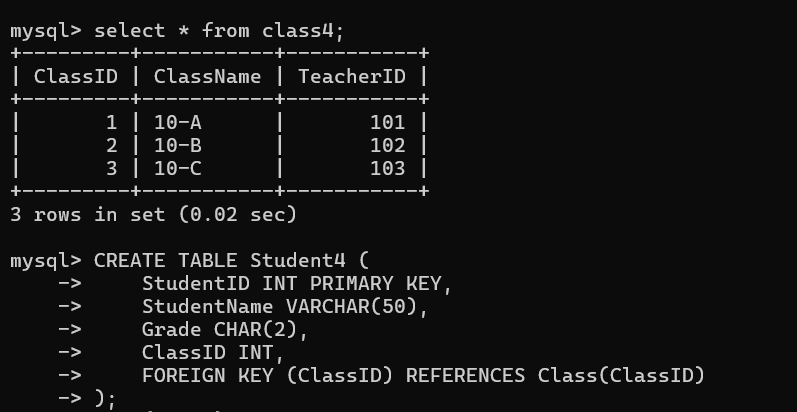 mysql> select * from class4;
+---------+-----------+-----------+
| ClassID | ClassName | TeacherID |
+---------+-----------+-----------+
|       1 | 10-A      |       101 |
|       2 | 10-B      |       102 |
|       3 | 10-C      |       103 |
+---------+-----------+-----------+
3 rows in set (0.02 sec)

mysql> CREATE TABLE Student4 (
    ->     StudentID INT PRIMARY KEY,
    ->     StudentName VARCHAR(50),
    ->     Grade CHAR(2),
    ->     ClassID INT,
    ->     FOREIGN KEY (ClassID) REFERENCES Class(ClassID)
    -> );